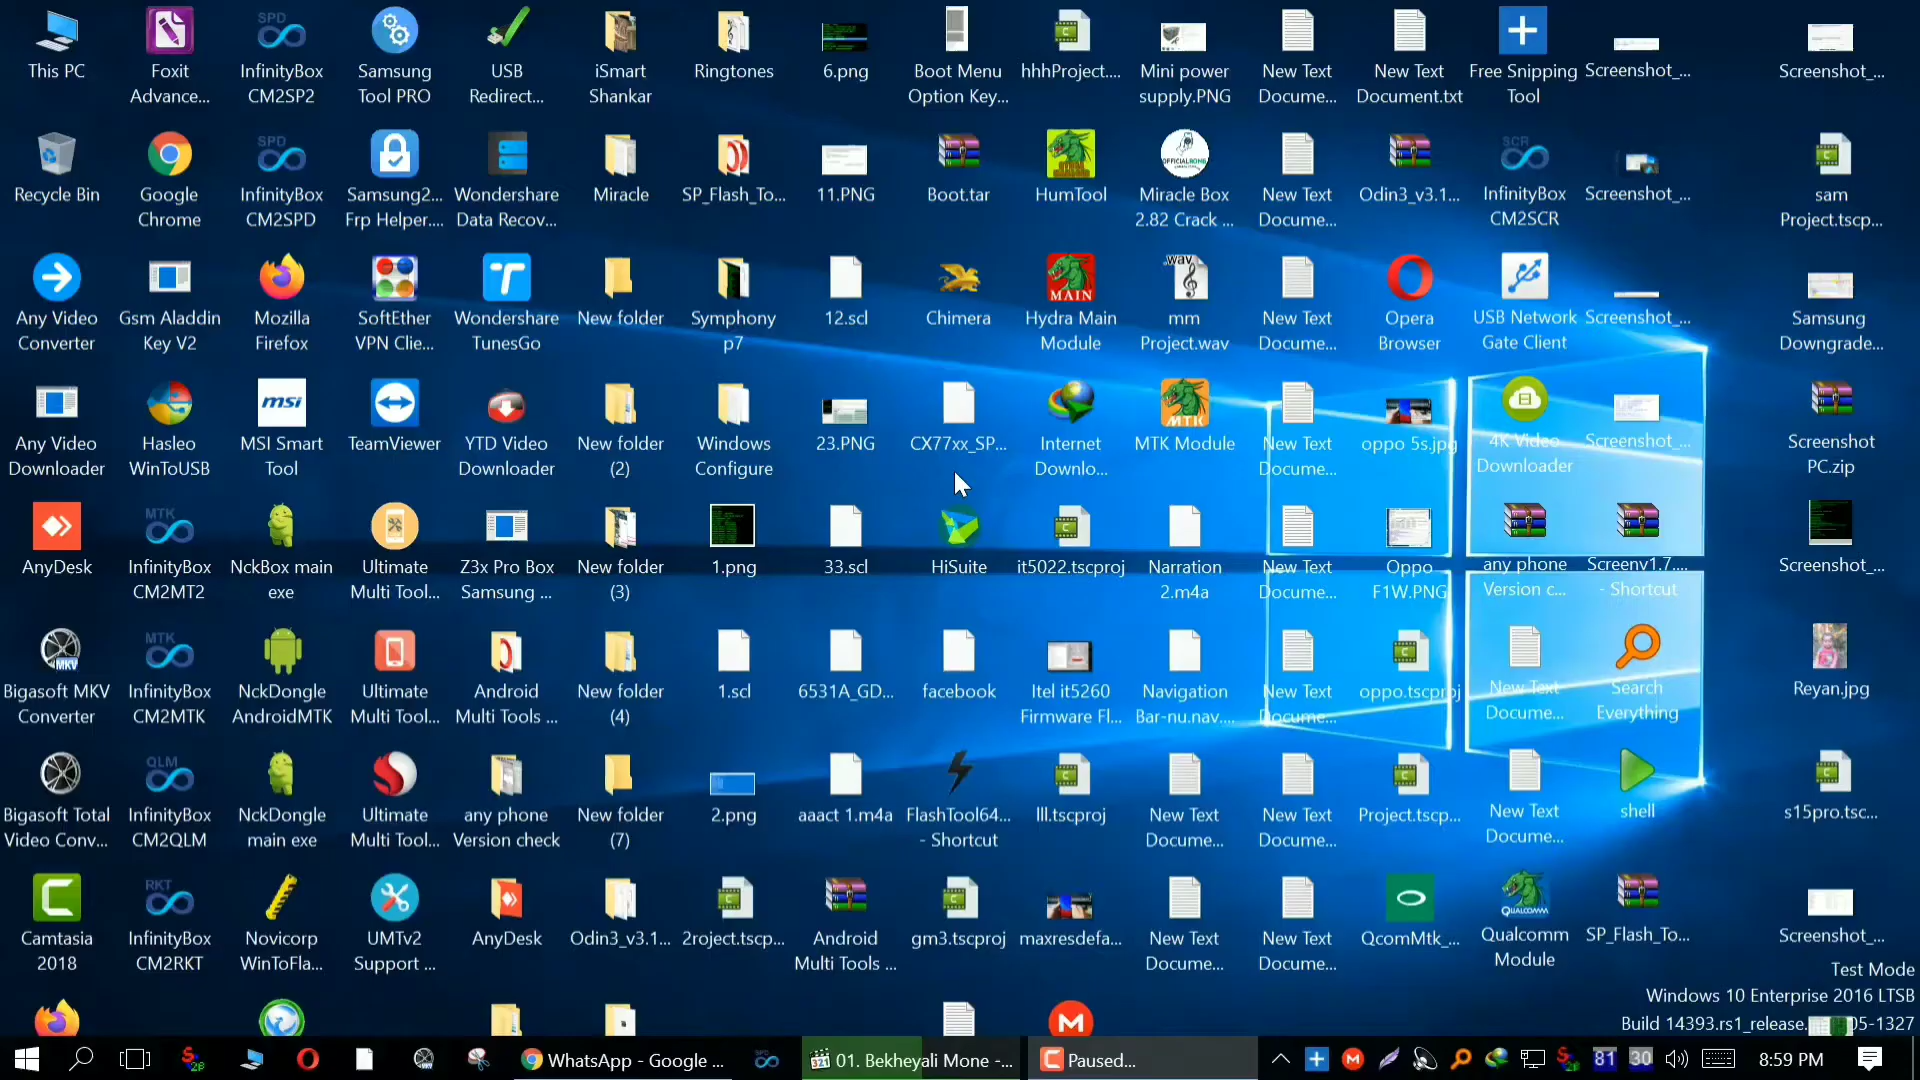 This PC
Foxit
Advance...
InfinityBox
CM2SP2
Samsung
Tool PRO
USB
Redirect...
iSmart
Shankar
Ringtones
6.png
Boot Menu
Option Key...
hhhProject....
Mini power
supply.PNG
New Text
Docume...
New Text
Document.txt
Free Snipping
Tool
Screenshot_...
Screenshot_...
Recycle Bin
Google
Chrome
InfinityBox
CM2SPD
Samsung2...
Frp Helper....
Wondershare
Data Recov...
Miracle
SP_Flash_To...
11.PNG
Boot.tar
HumTool
Miracle Box
2.82 Crack ...
New Text
Docume...
Odin3_v3.1...
InfinityBox
CM2SCR
Screenshot_...
sam
Project.tscp...
Any Video
Converter
Gsm Aladdin
Key V2
Mozilla
Firefox
SoftEther
VPN Clie...
Wondershare
TunesGo
New folder
Symphony
p7
12.scl
Chimera
Hydra Main
Module
mm
Project.wav
New Text
Docume...
Opera
Browser
USB Network
Gate Client
Screenshot_...
Samsung
Downgrade...
Any Video
Downloader
Hasleo
WinToUSB
MSI Smart
Tool
TeamViewer
YTD Video
Downloader
New folder
(2)
Windows
Configure
23.PNG
CX77xx_SP...
Internet
Downlo...
MTK Module
New Text
Docume...
oppo 5s.jpg
4K Video
Downloader
Screenshot_...
Screenshot
PC.zip
AnyDesk
InfinityBox
CM2MT2
NckBox main
exe
Ultimate
Multi Tool...
Z3x Pro Box
Samsung ...
New folder
(3)
1.png
33.scl
HiSuite
it5022.tscproj
Narration
2.m4a
New Text
Docume...
Oppo
F1W.PNG
any phone
Version c...
Screenv1.7....
- Shortcut
Screenshot_...
Bigasoft MKV
Converter
InfinityBox
CM2MTK
NckDongle
AndroidMTK
Ultimate
Multi Tool...
Android
Multi Tools ...
New folder
(4)
1.scl
6531A_GD...
facebook
Itel it5260
Firmware Fl...
Navigation
Bar-nu.nav....
New Text
Docume...
oppo.tscproj
New Text
Docume...
Search
Everything
Reyan.jpg
Bigasoft Total
Video Conv...
InfinityBox
CM2QLM
NckDongle
main exe
Ultimate
Multi Tool...
any phone
Version check
New folder
(7)
2.png
aaact 1.m4a
FlashTool64...
- Shortcut
lll.tscproj
New Text
Docume...
New Text
Docume...
Project.tscp...
New Text
Docume...
shell
s15pro.tsc...
Camtasia
2018
InfinityBox
CM2RKT
Novicorp
WinToFla...
UMTv2
Support ...
AnyDesk
Odin3_v3.1...
2roject.tscp...
Android
Multi Tools ...
gm3.tscproj
maxresdefa...
New Text
Docume...
New Text
Docume...
QcomMtk_...
Qualcomm
Module
SP_Flash_To...
Screenshot_...
Test Mode
Windows 10 Enterprise 2016 LTSB
Build 14393.rs1_release.
05-1327
WhatsApp - Google ...
01. Bekheyali Mone -...
Paused...
81
30
8:59 PM